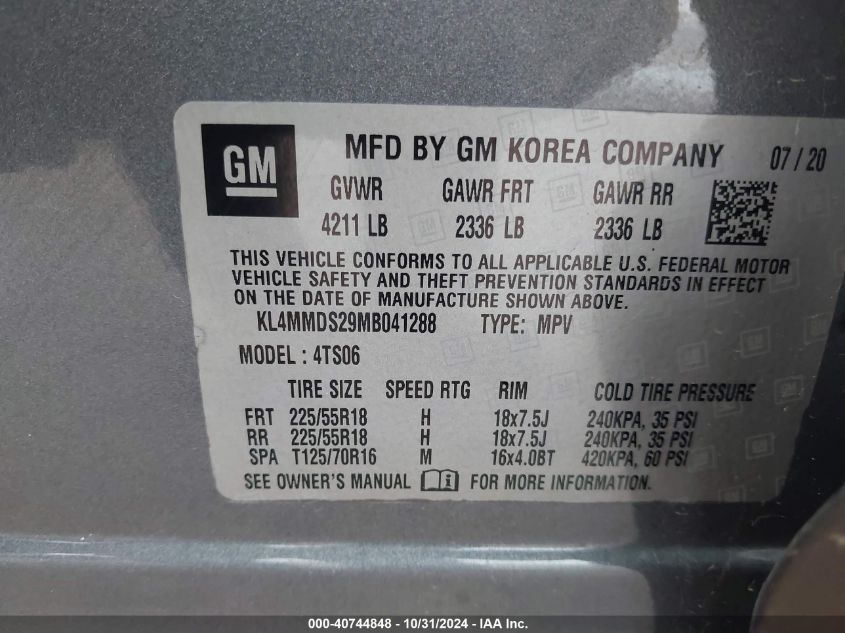 GM
MFD BY GM KOREA COMPANY 07 / 20
GVWR GAWR FRT GAWR RR
4211 LB 2336 LB 2336 LB
THIS VEHICLE CONFORMS TO ALL APPLICABLE U.S. FEDERAL MOTOR
VEHICLE SAFETY AND THEFT PREVENTION STANDARDS IN EFFECT
ON THE DATE OF MANUFACTURE SHOWN ABOVE.
KL4MMDS29MB041288 TYPE: MPV
MODEL : 4TS06
TIRE SIZE SPEED RTG RIM COLD TIRE PRESSURE
FRT 225/55R18 H 18x7.5J 240KPA, 35 PSI
RR 225/55R18 H 18x7.5J 240KPA, 35 PSI
SPA T125/70R16 M 16x4.0BT 420KPA, 60 PSI
SEE OWNER'S MANUAL i FOR MORE INFORMATION.
000-40744848 - 10/31/2024 - IAA Inc.